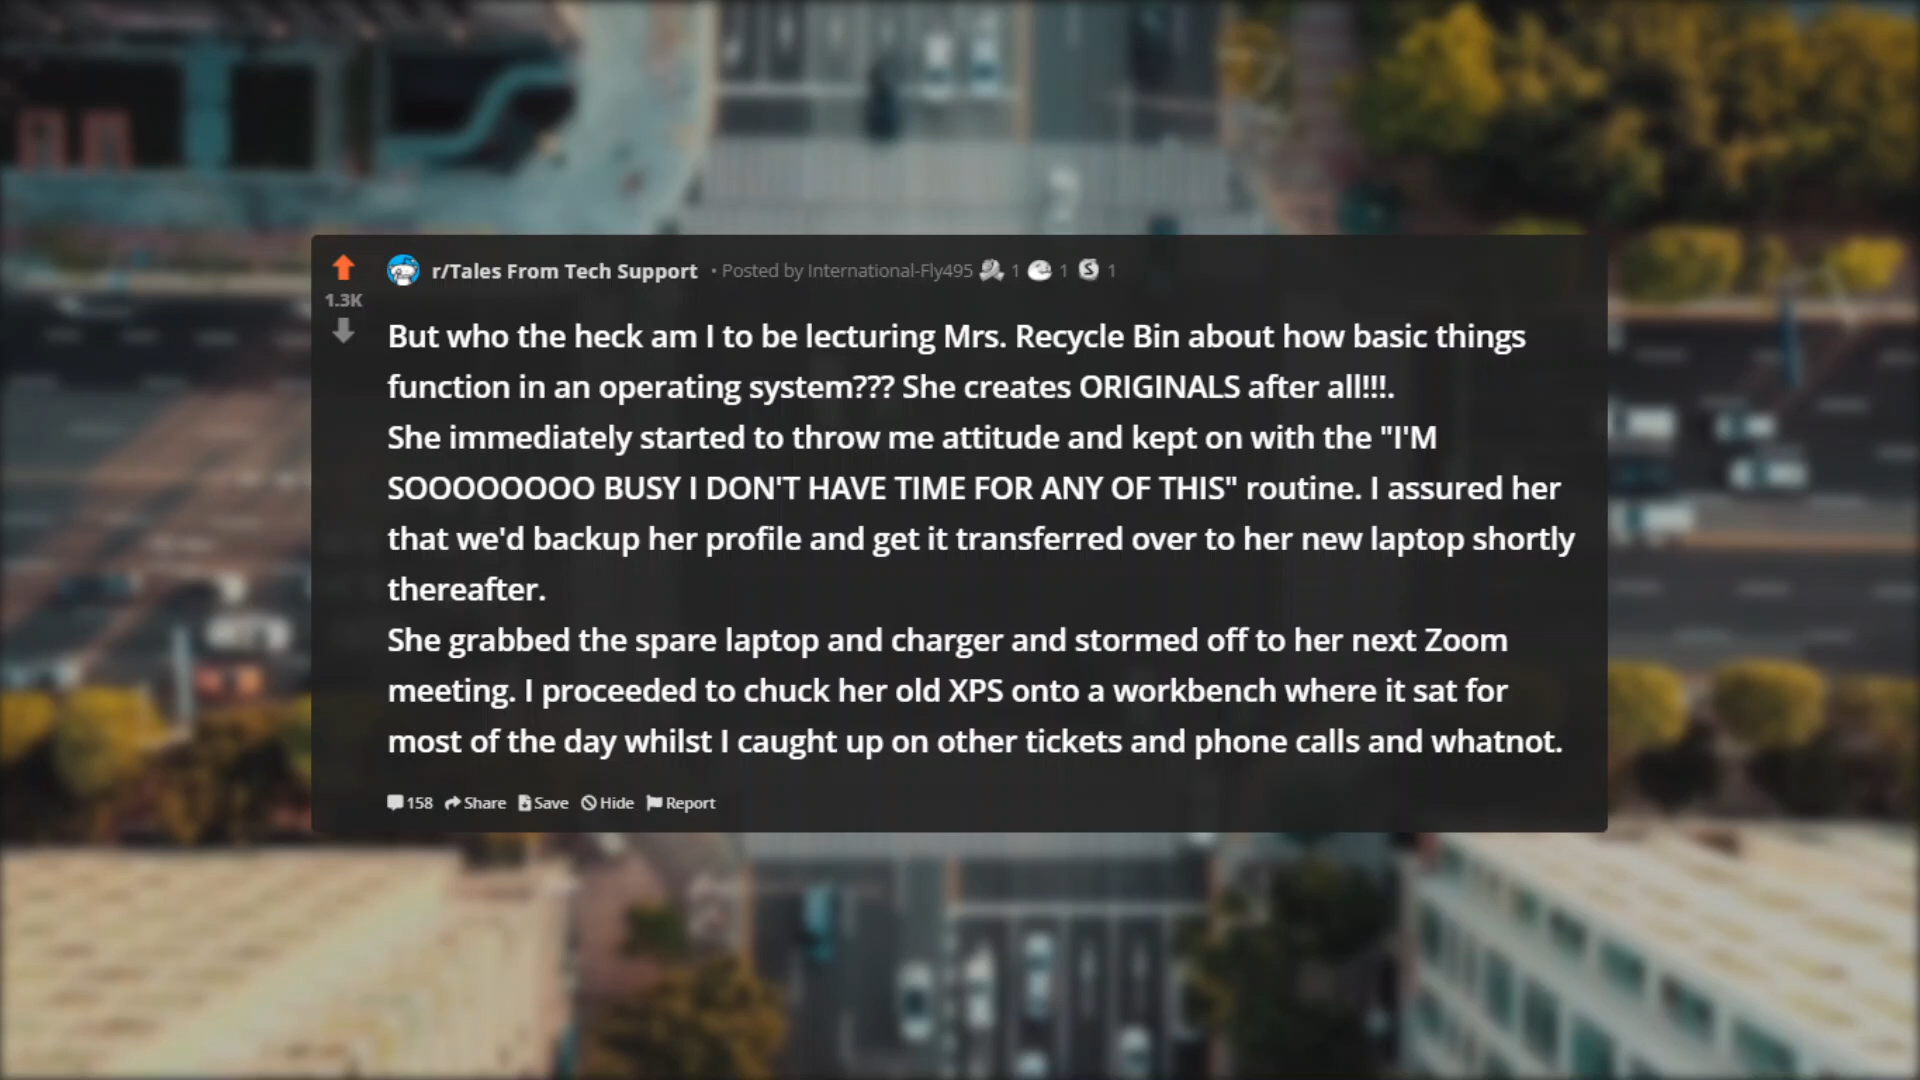 r/Tales From Tech Support • Posted by International-Fly495 1 1 1
1.3K
But who the heck am I to be lecturing Mrs. Recycle Bin about how basic things
function in an operating system??? She creates ORIGINALS after all!!!.
She immediately started to throw me attitude and kept on with the "I'M
SOOOOOOOO BUSY I DON'T HAVE TIME FOR ANY OF THIS" routine. I assured her
that we'd backup her profile and get it transferred over to her new laptop shortly
thereafter.
She grabbed the spare laptop and charger and stormed off to her next Zoom
meeting. I proceeded to chuck her old XPS onto a workbench where it sat for
most of the day whilst I caught up on other tickets and phone calls and whatnot.
158 Share Save Hide Report